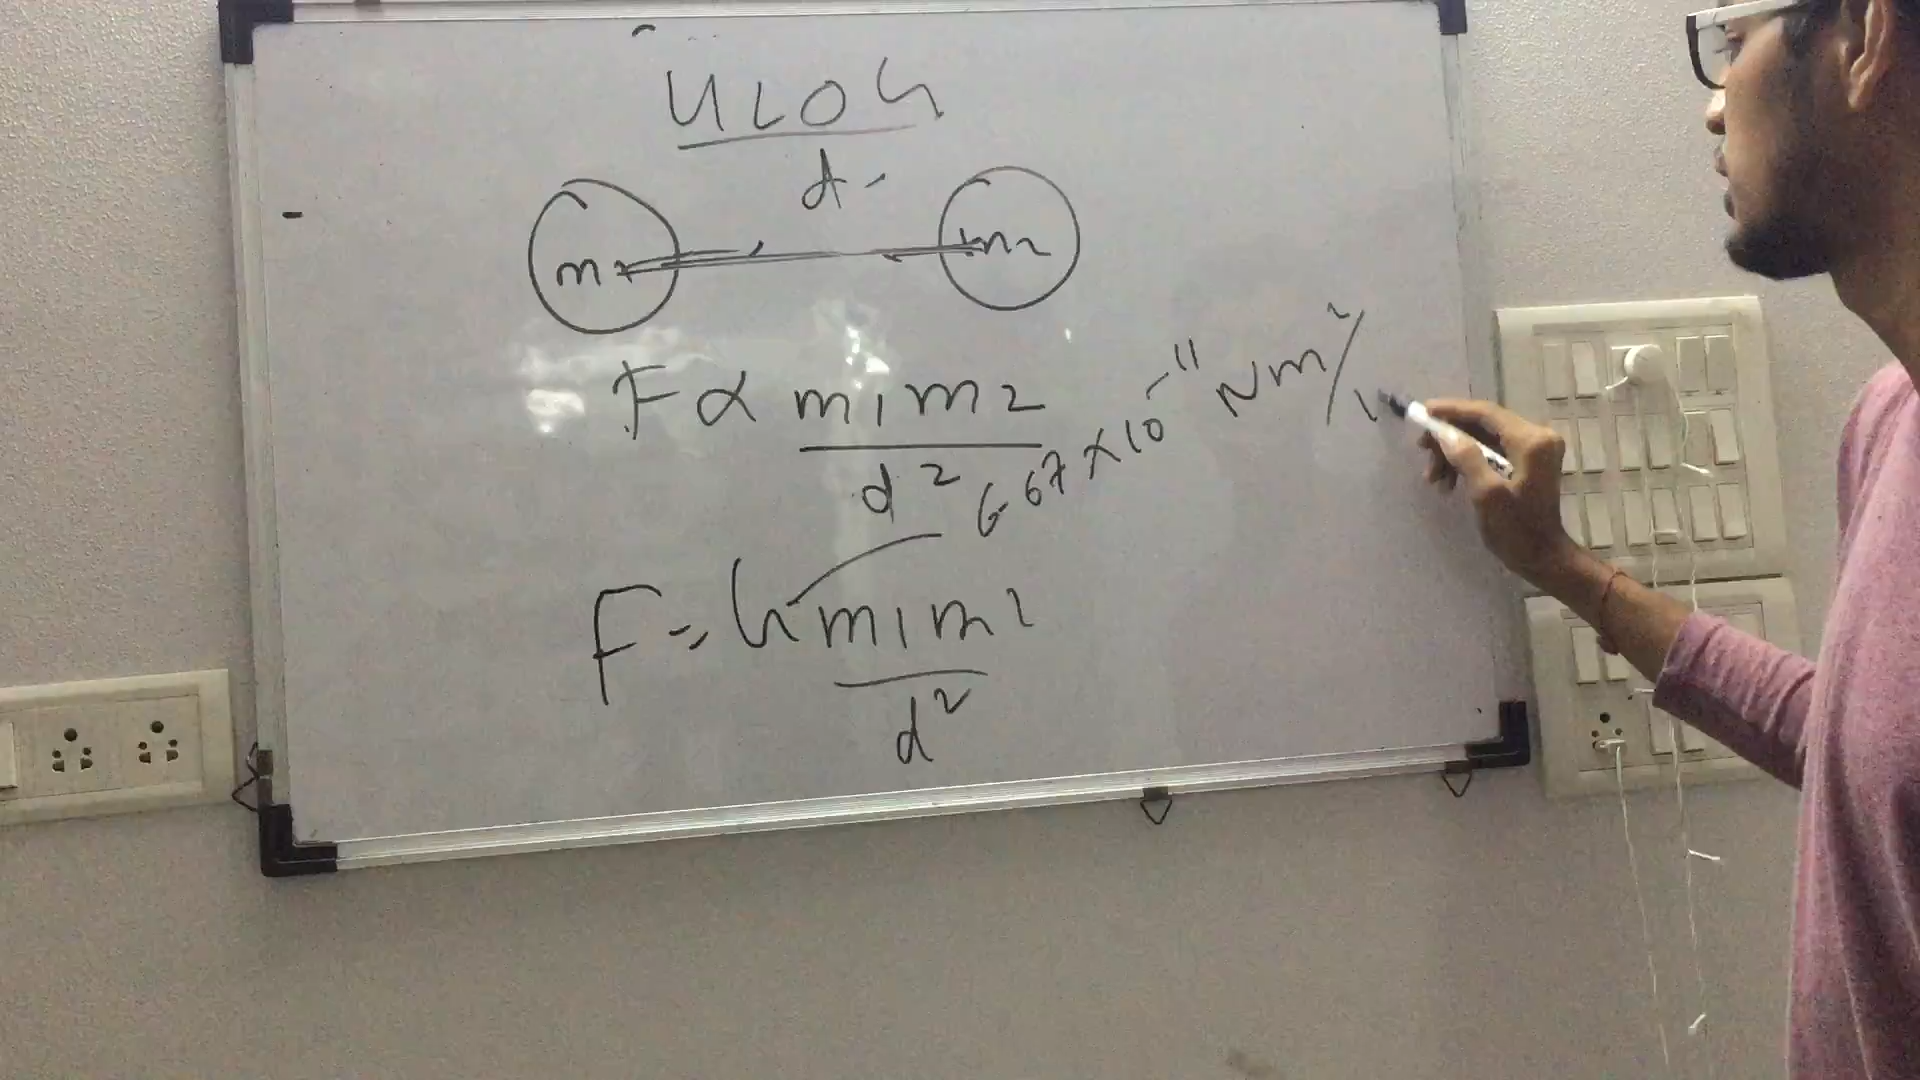 ULOG
d
m1 m2
F ∝ m1m2
d²
6.67 × 10⁻¹¹ Nm²/
F = G m1m2
d²